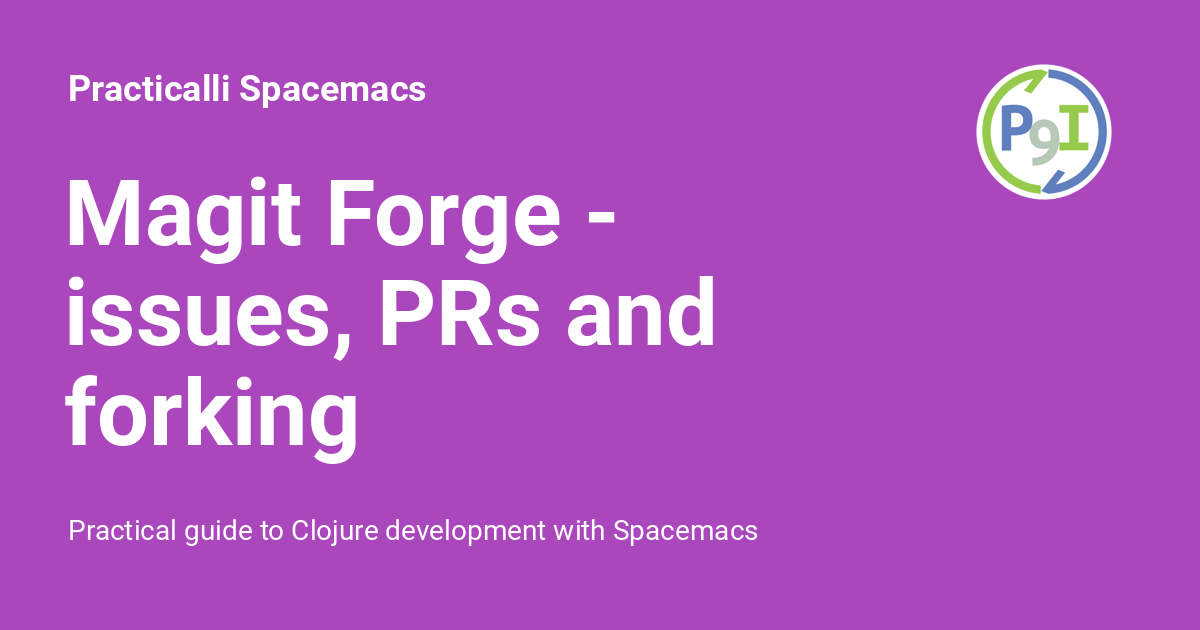 Practicalli Spacemacs
P9I
Magit Forge -
issues, PRs and
forking
Practical guide to Clojure development with Spacemacs